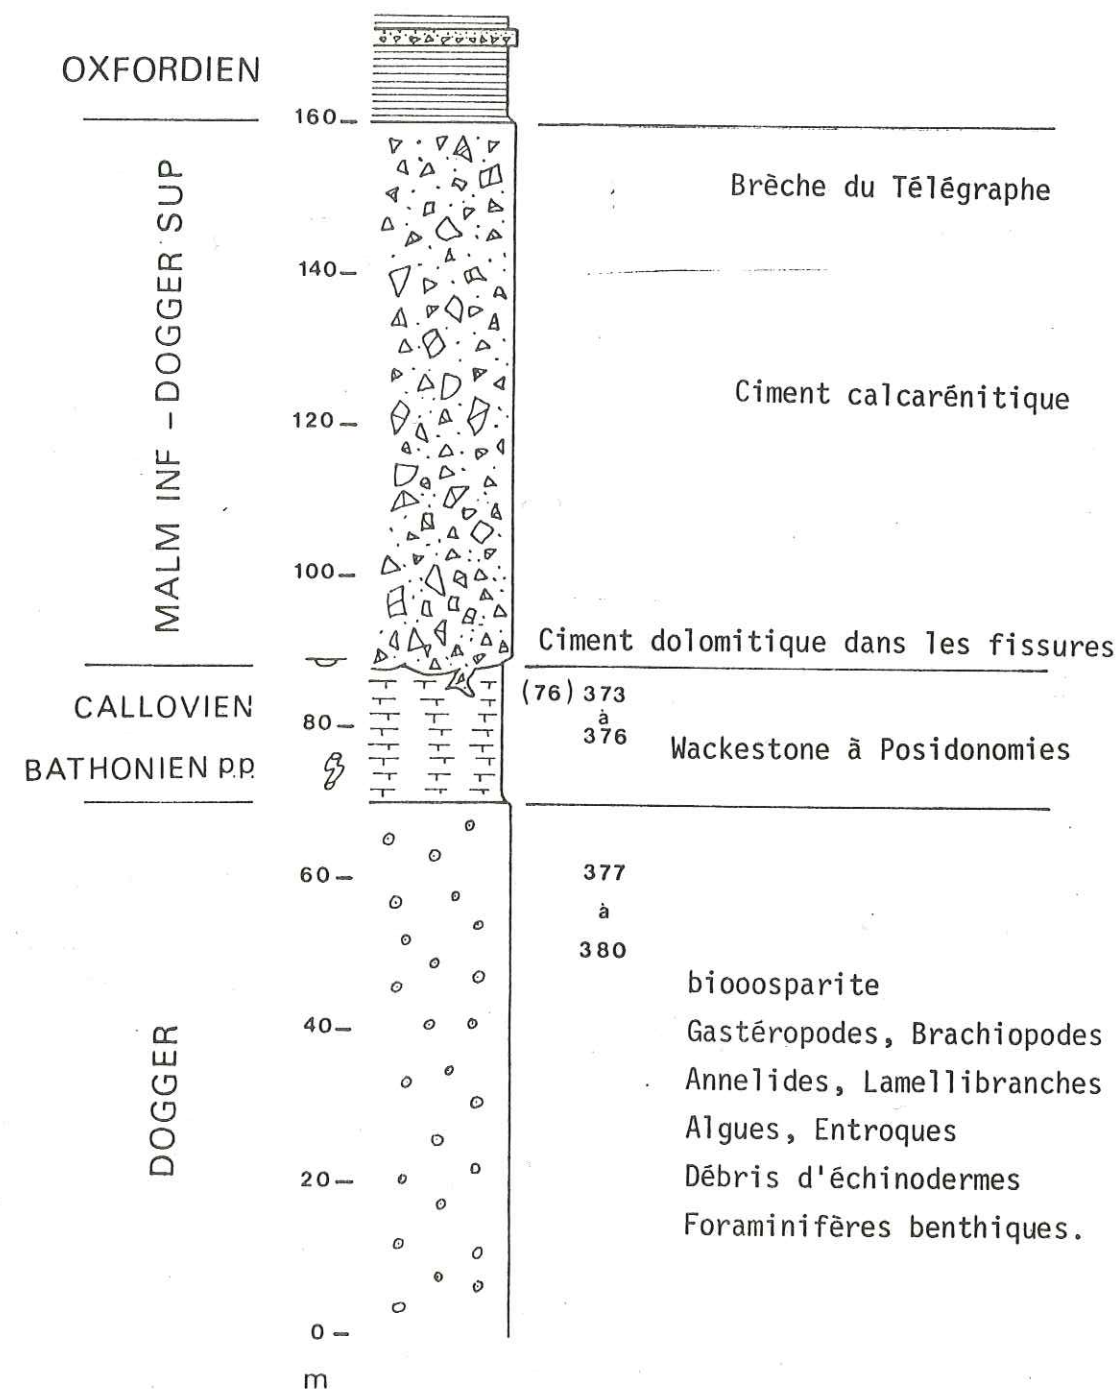 OXFORDIEN
160
MALM INF - DOGGER SUP
Brèche du Télégraphe
140
Ciment calcarénitique
120
100
Ciment dolomitique dans les fissures
CALLOVIEN
(76) 373
à
376
80
Wackestone à Posidonomies
BATHONIEN p.p.
DOGGER
60
377
à
380
biooosparite
Gastéropodes, Brachiopodes
40
Annelides, Lamellibranches
Algues, Entroques
20
Débris d'échinodermes
Foraminifères benthiques.
0
m